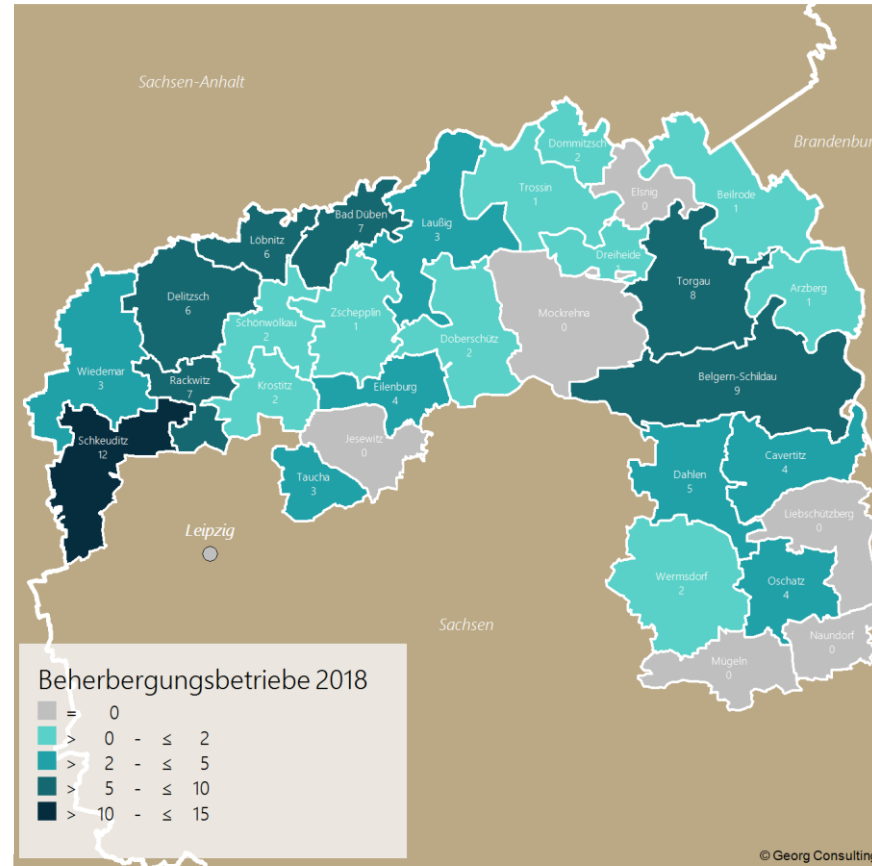 Sachsen-Anhalt
Brandenbur
Dommitzsch
2
Elsnig
0
Trossin
1
Beilrode
1
Bad Düben
7
Laußig
3
Löbnitz
6
Dreiheide
1
Torgau
8
Arzberg
1
Delitzsch
6
Zschepplin
1
Mockrehna
0
Schönwölkau
2
Doberschütz
2
Wiedemar
3
Rackwitz
7
Krostitz
2
Eilenburg
4
Belgern-Schildau
9
Schkeuditz
12
Jesewitz
0
Taucha
3
Dahlen
5
Cavertitz
4
Liebschützberg
0
Leipzig
Wermsdorf
2
Oschatz
4
Sachsen
Naundorf
0
Mügeln
0
Beherbergungsbetriebe 2018
= 0
> 0 - ≤ 2
> 2 - ≤ 5
> 5 - ≤ 10
> 10 - ≤ 15
© Georg Consulting